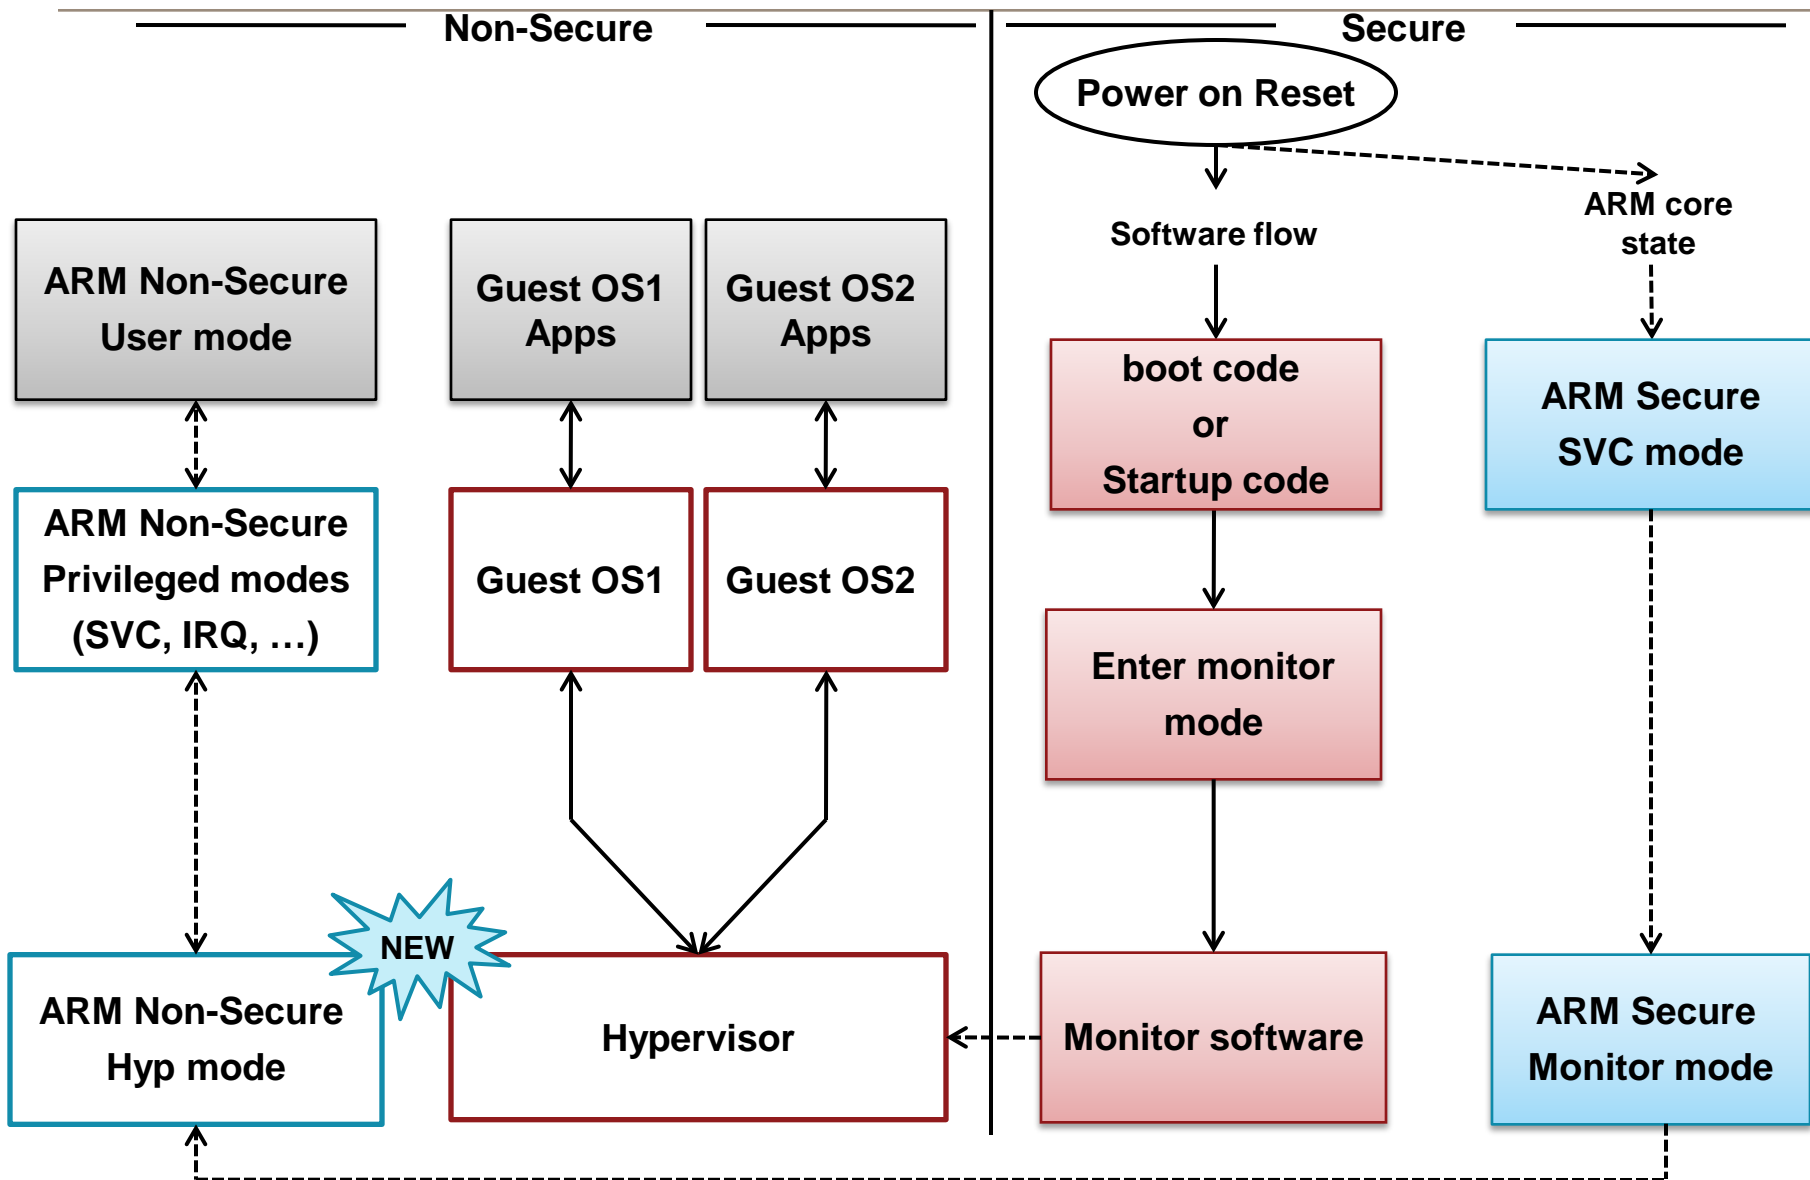 Non-Secure
Secure
Power on Reset
Software flow
ARM core
state
ARM Non-Secure
User mode
Guest OS1
Apps
Guest OS2
Apps
boot code
or
Startup code
ARM Secure
SVC mode
ARM Non-Secure
Privileged modes
(SVC, IRQ, …)
Guest OS1
Guest OS2
Enter monitor
mode
NEW
ARM Non-Secure
Hyp mode
Hypervisor
Monitor software
ARM Secure
Monitor mode